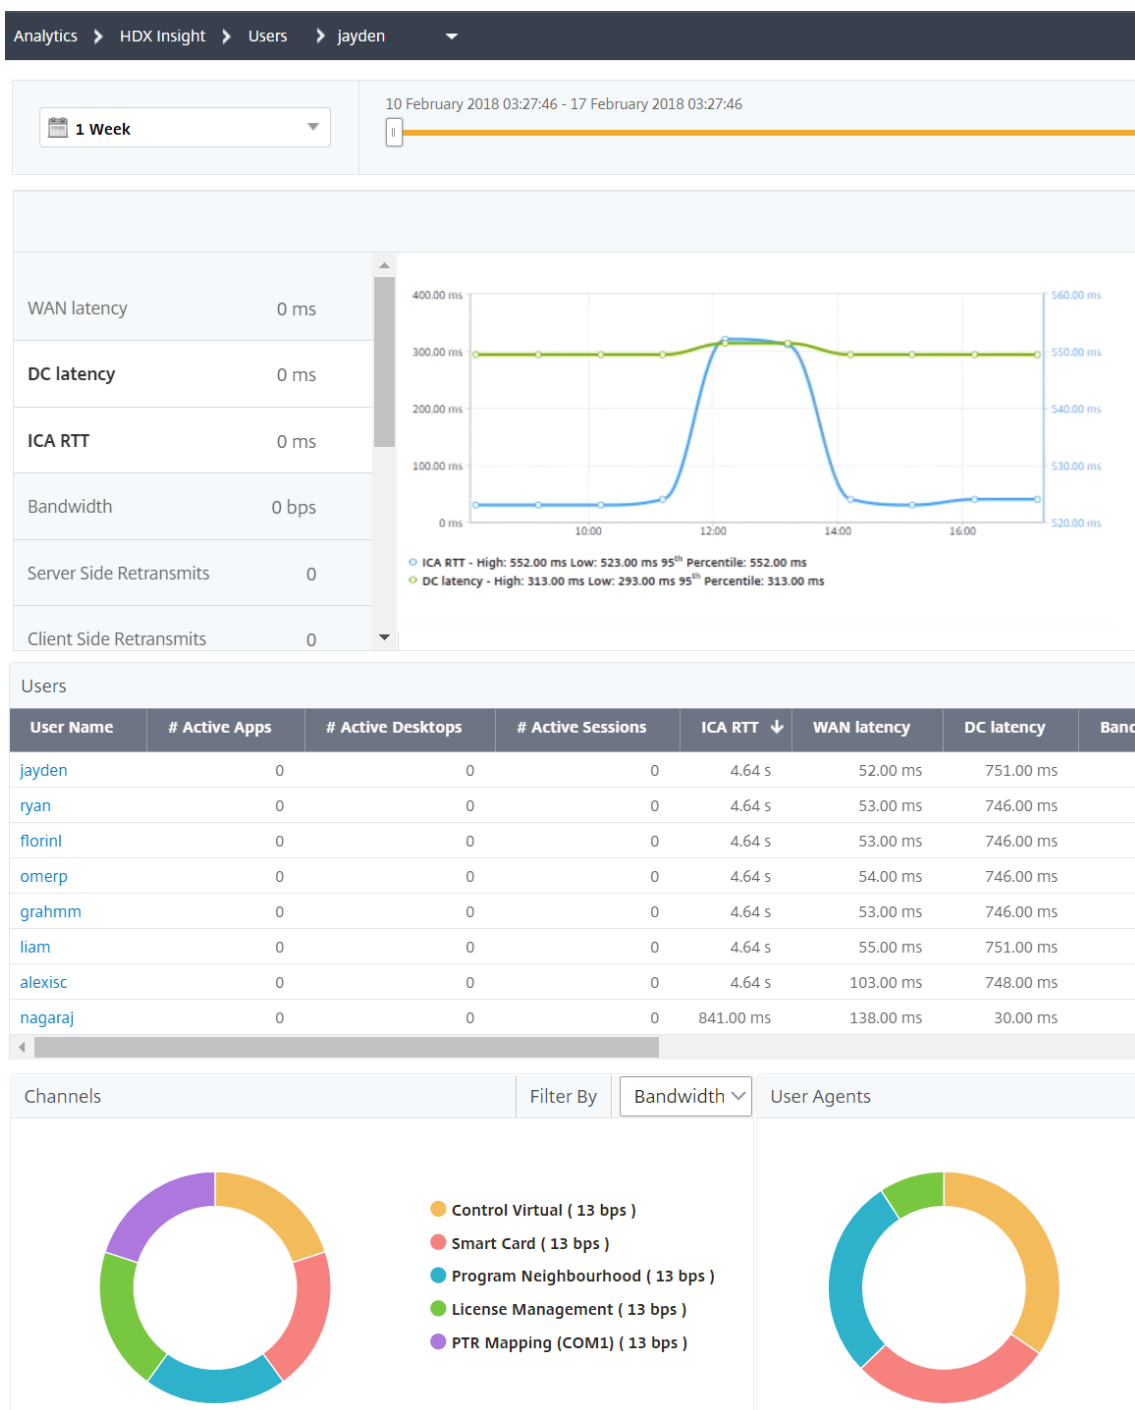 Analytics > HDX Insight > Users > jayden
10 February 2018 03:27:46 - 17 February 2018 03:27:46
1 Week
WAN latency 0 ms
DC latency 0 ms
ICA RTT 0 ms
Bandwidth 0 bps
Server Side Retransmits 0
Client Side Retransmits 0
400.00 ms 560.00 ms
300.00 ms 550.00 ms
200.00 ms 540.00 ms
100.00 ms 530.00 ms
0 ms 520.00 ms
10:00 12:00 14:00 16:00
ICA RTT - High: 552.00 ms Low: 523.00 ms 95th Percentile: 552.00 ms
DC latency - High: 313.00 ms Low: 293.00 ms 95th Percentile: 313.00 ms
Users
User Name # Active Apps # Active Desktops # Active Sessions ICA RTT WAN latency DC latency
jayden 0 0 0 4.64 s 52.00 ms 751.00 ms
ryan 0 0 0 4.64 s 53.00 ms 746.00 ms
florinl 0 0 0 4.64 s 53.00 ms 746.00 ms
omerp 0 0 0 4.64 s 54.00 ms 746.00 ms
grahmm 0 0 0 4.64 s 53.00 ms 746.00 ms
liam 0 0 0 4.64 s 55.00 ms 751.00 ms
alexisc 0 0 0 4.64 s 103.00 ms 748.00 ms
nagaraj 0 0 0 841.00 ms 138.00 ms 30.00 ms
Channels Filter By Bandwidth User Agents
Control Virtual ( 13 bps )
Smart Card ( 13 bps )
Program Neighbourhood ( 13 bps )
License Management ( 13 bps )
PTR Mapping (COM1) ( 13 bps )